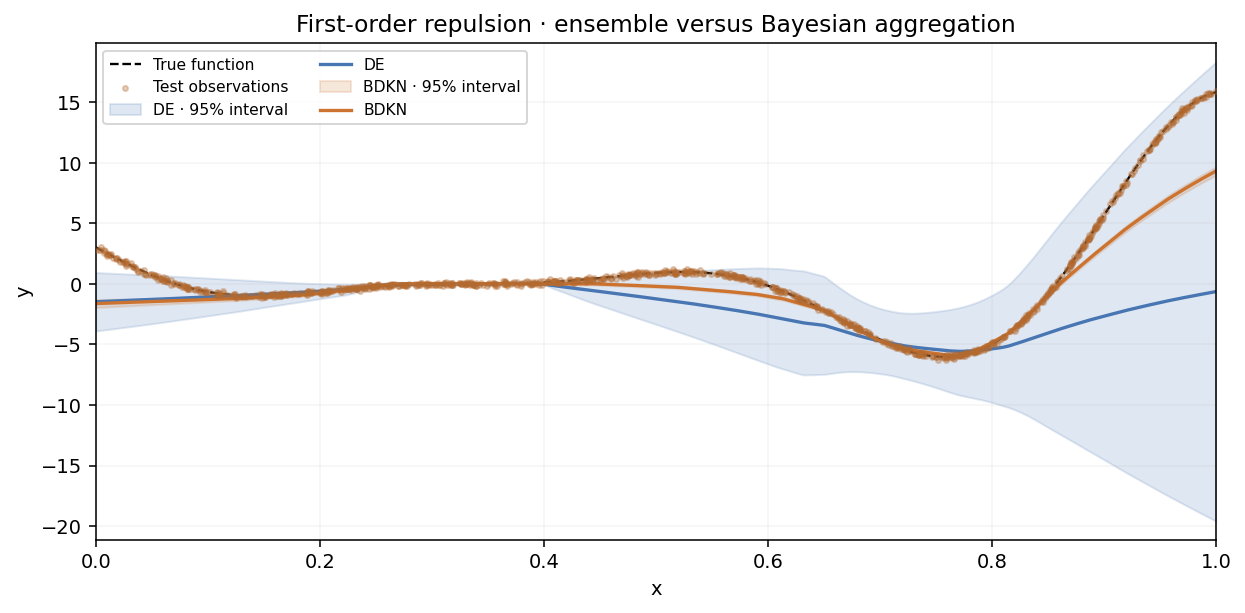 First-order repulsion · ensemble versus Bayesian aggregation
True function
Test observations
DE · 95% interval
DE
BDKN · 95% interval
BDKN
y
15
10
5
0
−5
−10
−15
−20
0.0 0.2 0.4 0.6 0.8 1.0
x